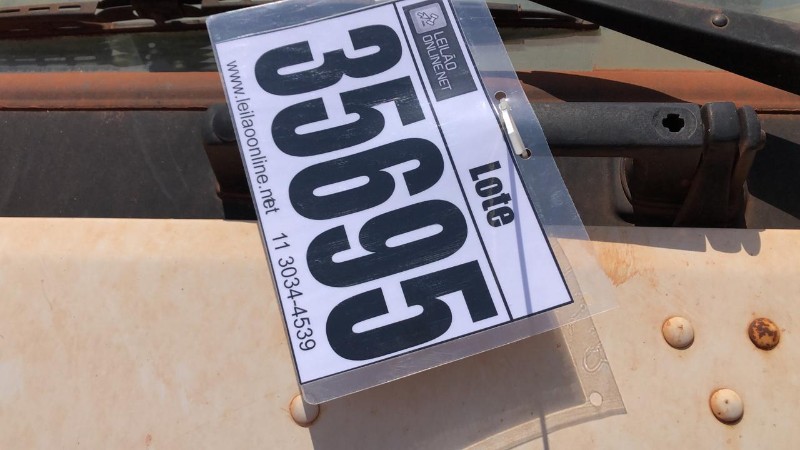 LEILÃO
ONLINE.NET
Lote
35695
www.leilaoonline.net 11 3034-4539